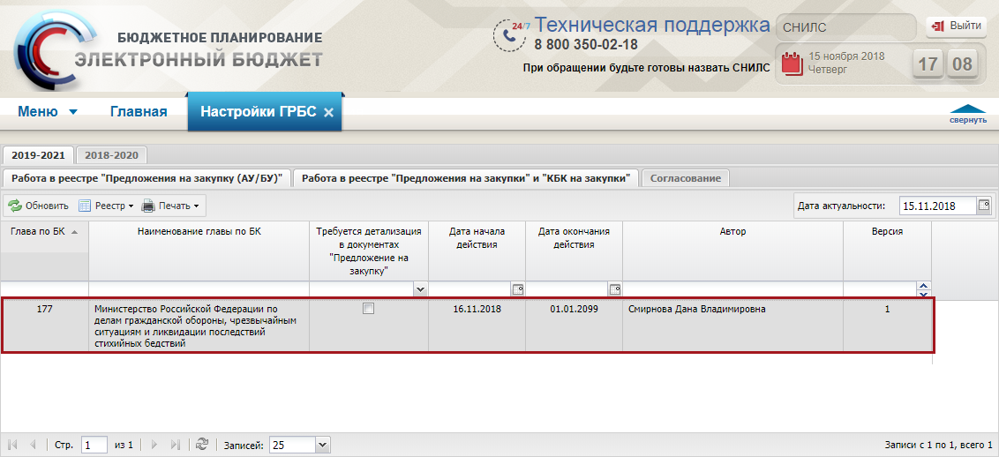 БЮДЖЕТНОЕ ПЛАНИРОВАНИЕ
ЭЛЕКТРОННЫЙ БЮДЖЕТ
24/7
Техническая поддержка
8 800 350-02-18
При обращении будьте готовы назвать СНИЛС
СНИЛС
Выйти
15 ноября 2018
Четверг
17 08
Меню
Главная
Настройки ГРБС
свернуть
2019-2021
2018-2020
Работа в реестре "Предложения на закупку (АУ/БУ)"
Работа в реестре "Предложения на закупки" и "КБК на закупки"
Согласование
Обновить
Реестр
Печать
Дата актуальности:
15.11.2018
Глава по БК
Наименование главы по БК
Требуется детализация
в документах
"Предложение на
закупку"
Дата начала
действия
Дата окончания
действия
Автор
Версия
177
Министерство Российской Федерации по
делам гражданской обороны, чрезвычайным
ситуациям и ликвидации последствий
стихийных бедствий
16.11.2018
01.01.2099
Смирнова Дана Владимировна
1
Стр.
1
из 1
Записей:
25
Записи с 1 по 1, всего 1